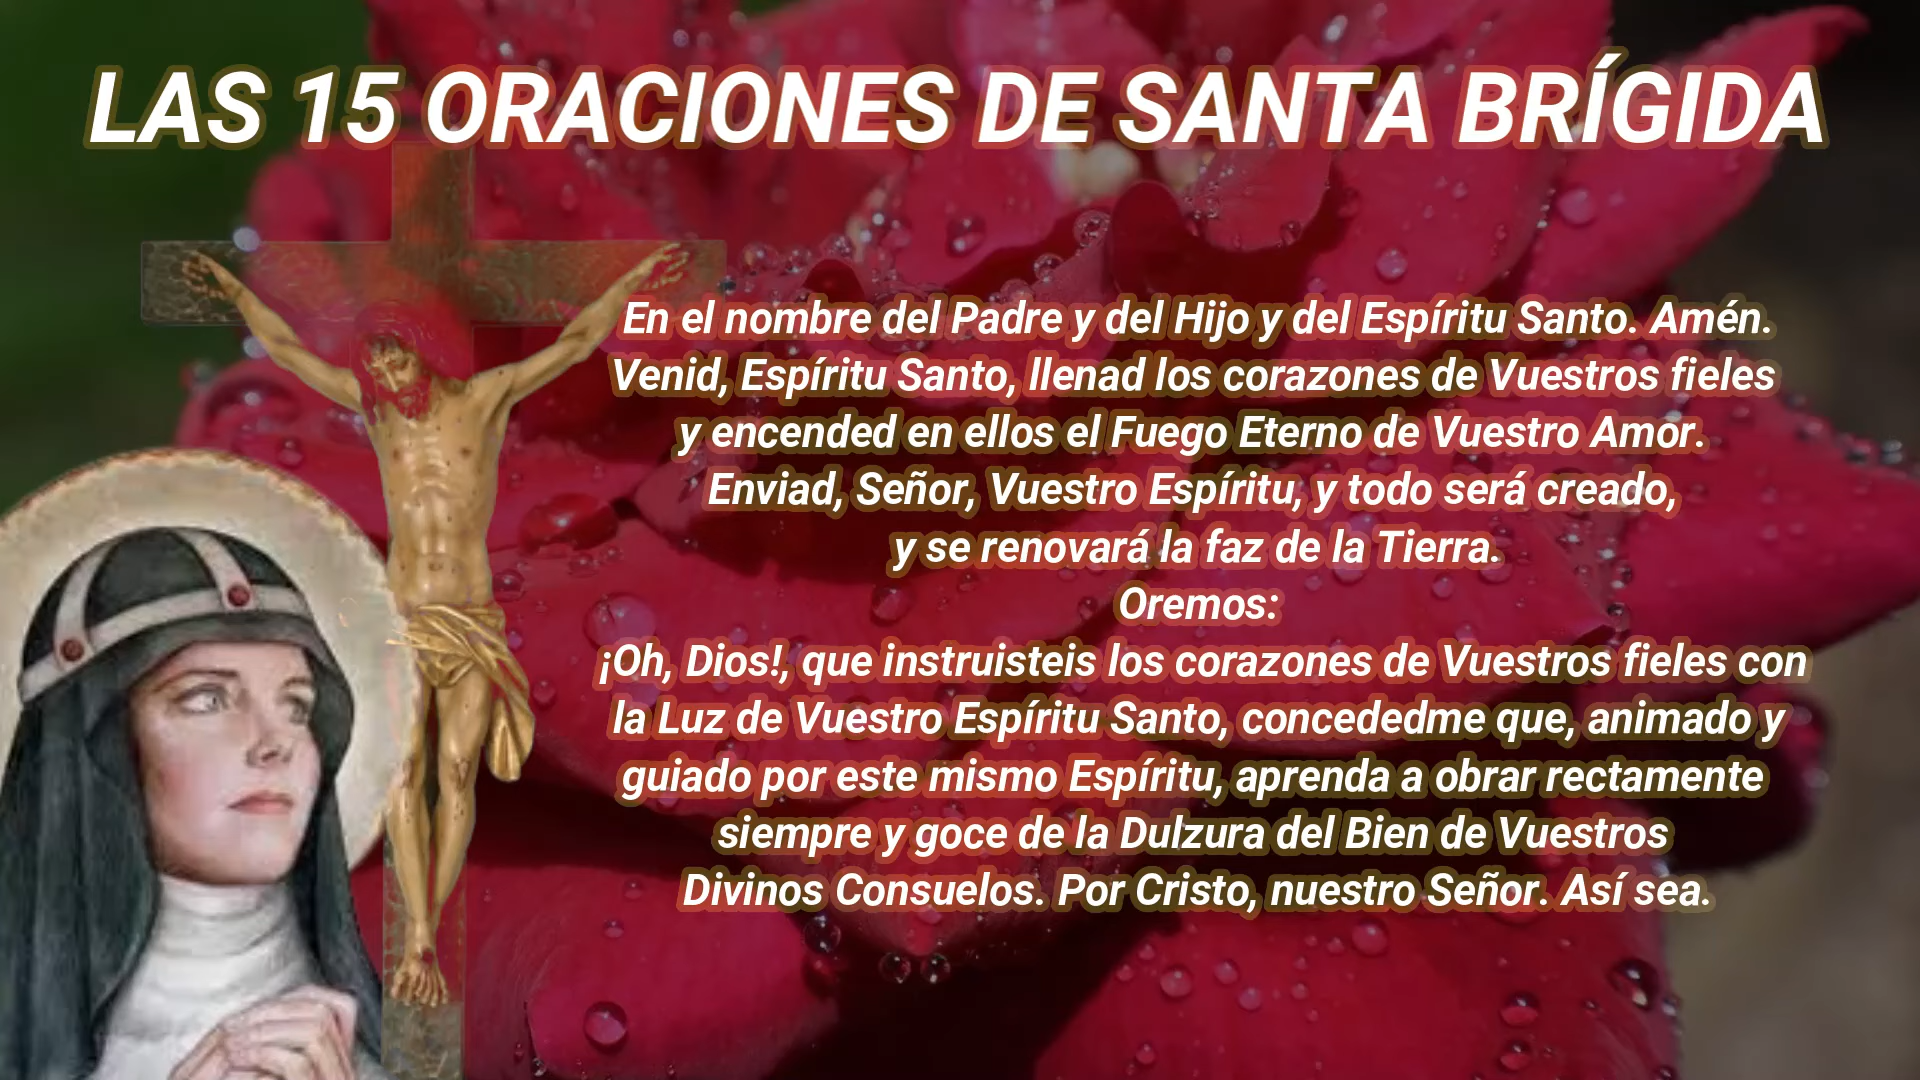 LAS 15 ORACIONES DE SANTA BRÍGIDA
En el nombre del Padre y del Hijo y del Espíritu Santo. Amén.
Venid, Espíritu Santo, llenad los corazones de Vuestros fieles
y encended en ellos el Fuego Eterno de Vuestro Amor.
Enviad, Señor, Vuestro Espíritu, y todo será creado,
y se renovará la faz de la Tierra.
Oremos:
¡Oh, Dios!, que instruisteis los corazones de Vuestros fieles con
la Luz de Vuestro Espíritu Santo, concededme que, animado y
guiado por este mismo Espíritu, aprenda a obrar rectamente
siempre y goce de la Dulzura del Bien de Vuestros
Divinos Consuelos. Por Cristo, nuestro Señor. Así sea.